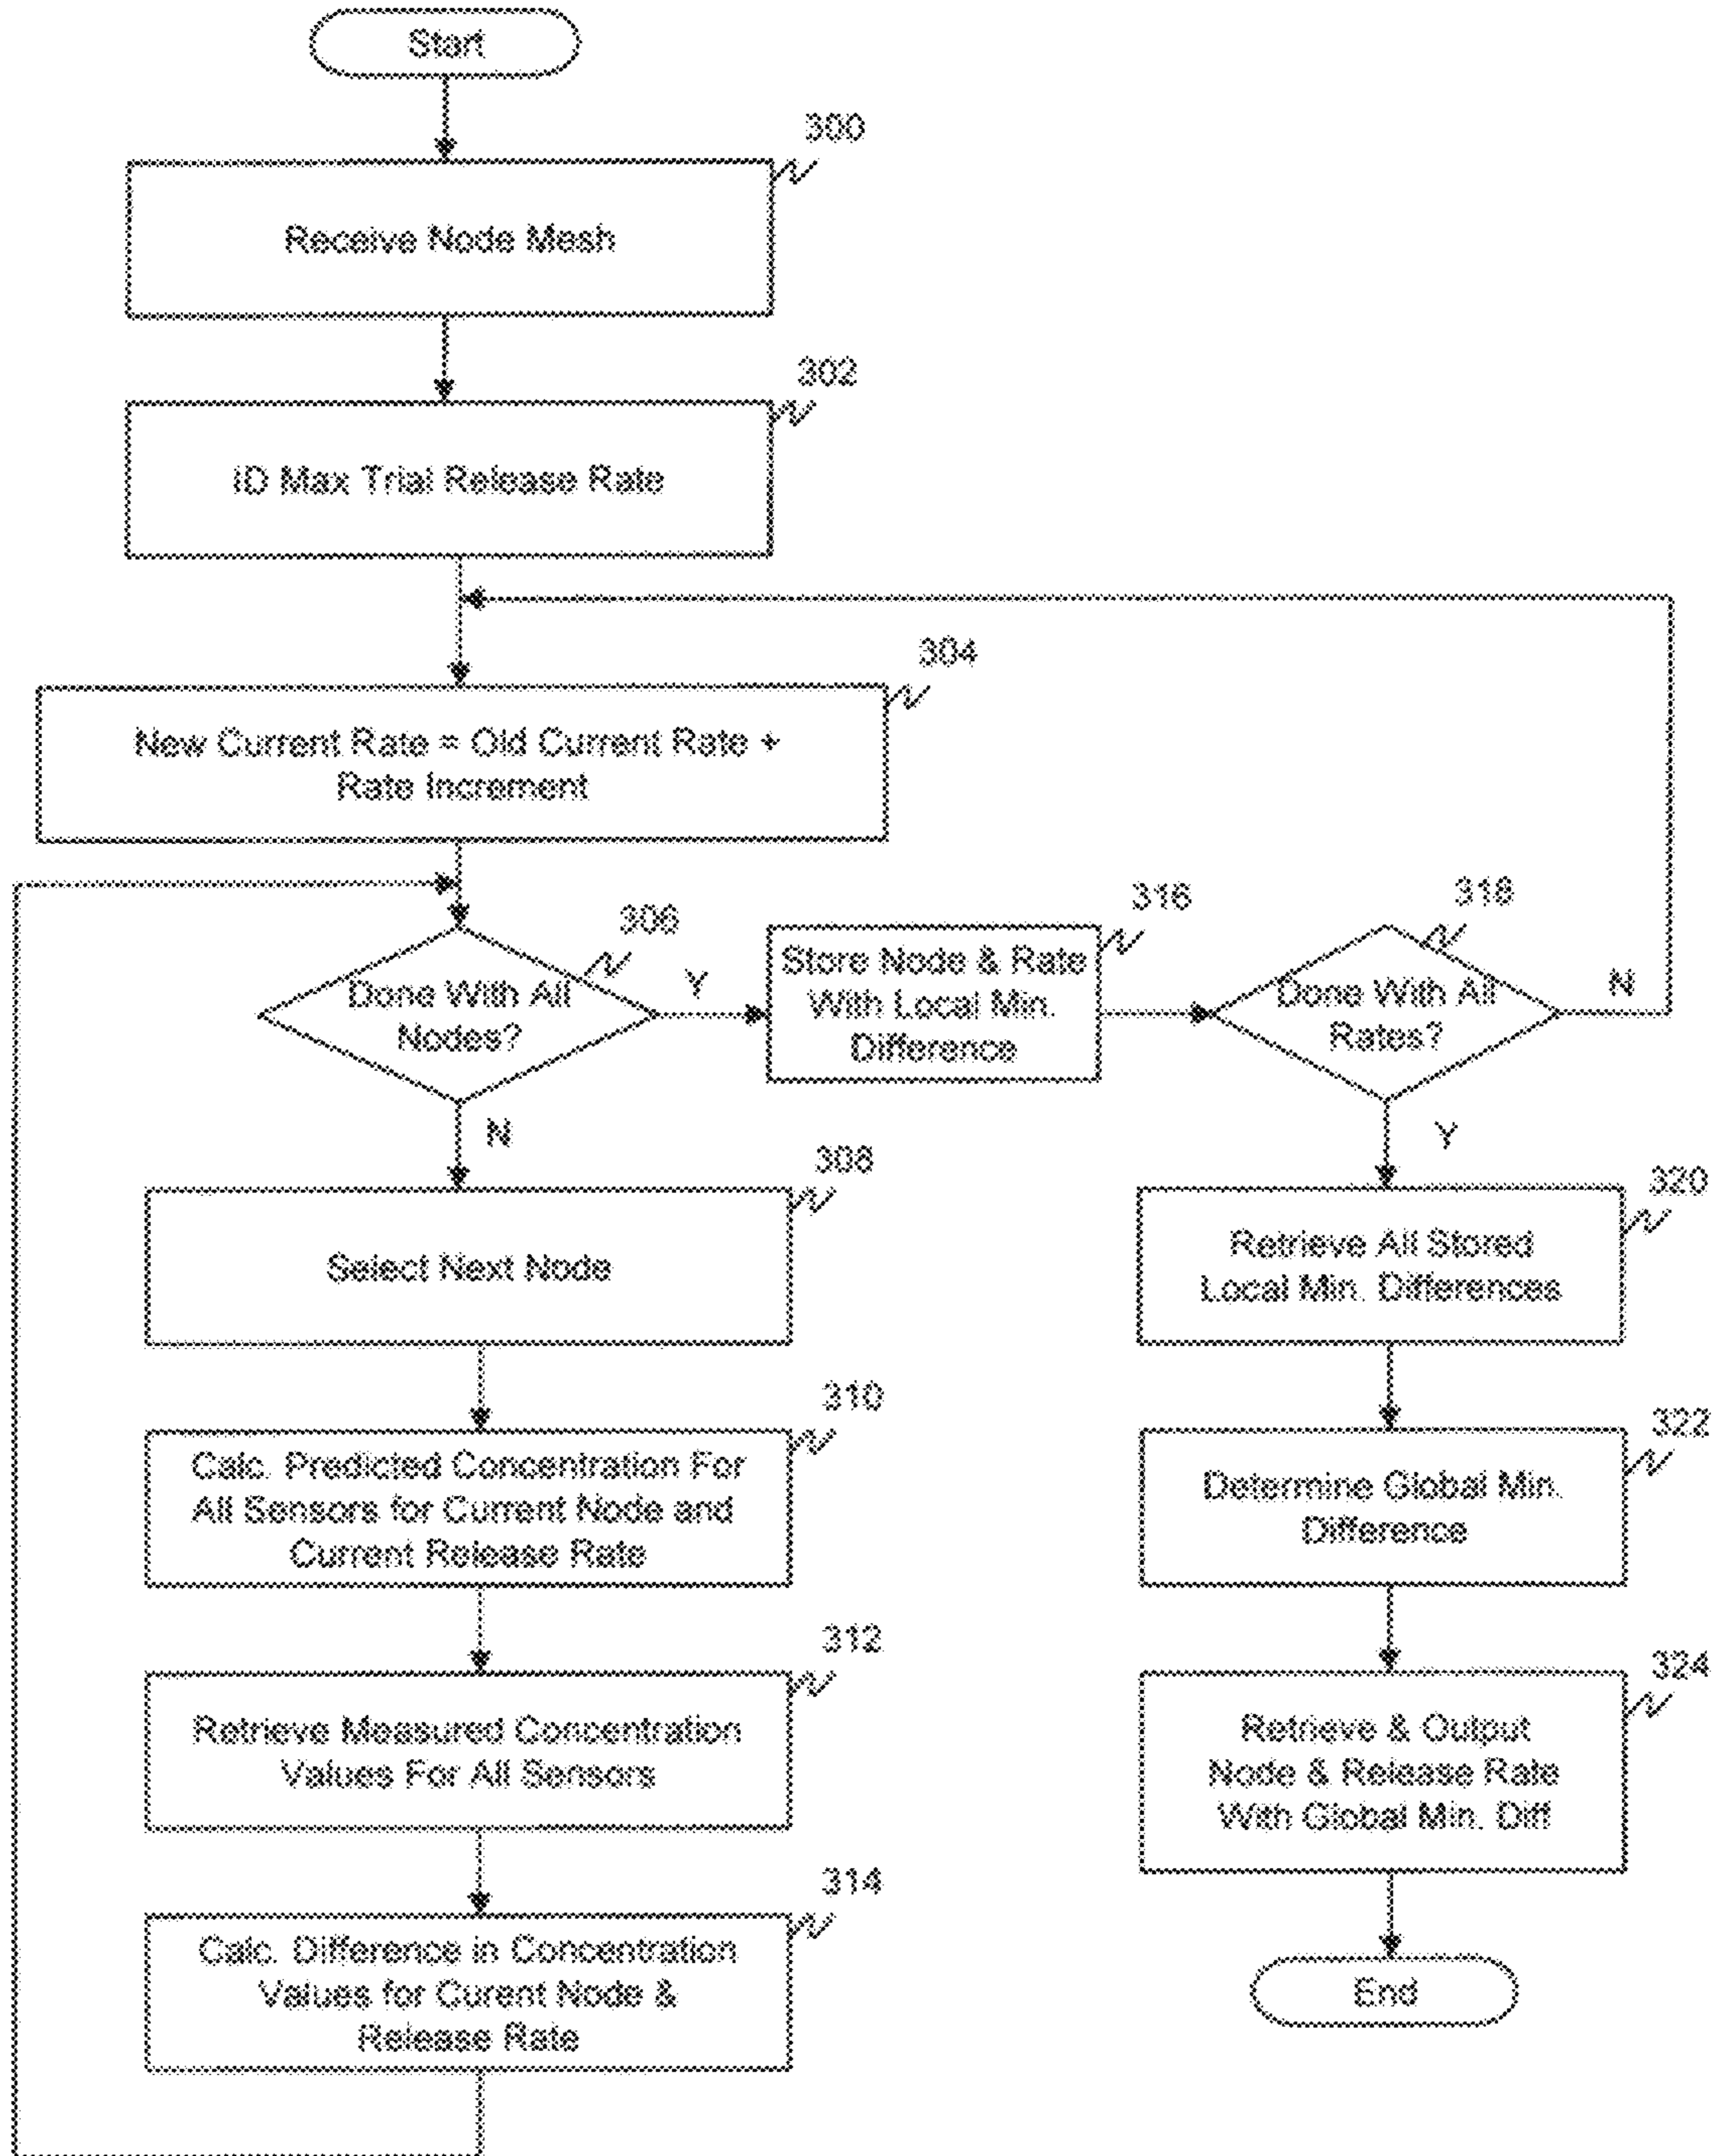 Start
300
Receive Node Mesh
302
ID Max Trial Release Rate
304
New Current Rate = Old Current Rate +
Rate Increment
306
Done With All
Nodes?
Y
N
316
Store Node & Rate
With Local Min.
Difference
318
Done With All
Rates?
N
Y
308
Select Next Node
310
Calc. Predicted Concentration For
All Sensors for Current Node and
Current Release Rate
312
Retrieve Measured Concentration
Values For All Sensors
314
Calc. Difference in Concentration
Values for Curent Node &
Release Rate
320
Retrieve All Stored
Local Min. Differences
322
Determine Global Min.
Difference
324
Retrieve & Output
Node & Release Rate
With Global Min. Diff
End